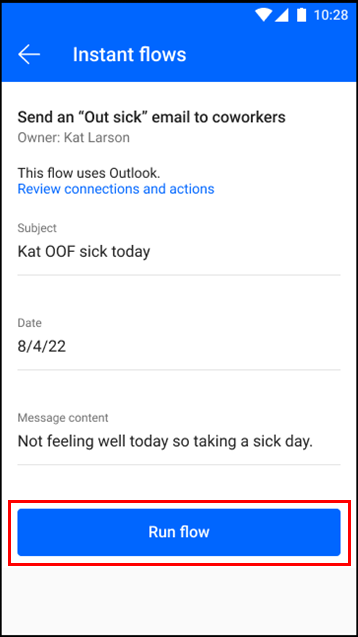 10:28
Instant flows
Send an “Out sick” email to coworkers
Owner: Kat Larson
This flow uses Outlook.
Review connections and actions
Subject
Kat OOF sick today
Date
8/4/22
Message content
Not feeling well today so taking a sick day.
Run flow